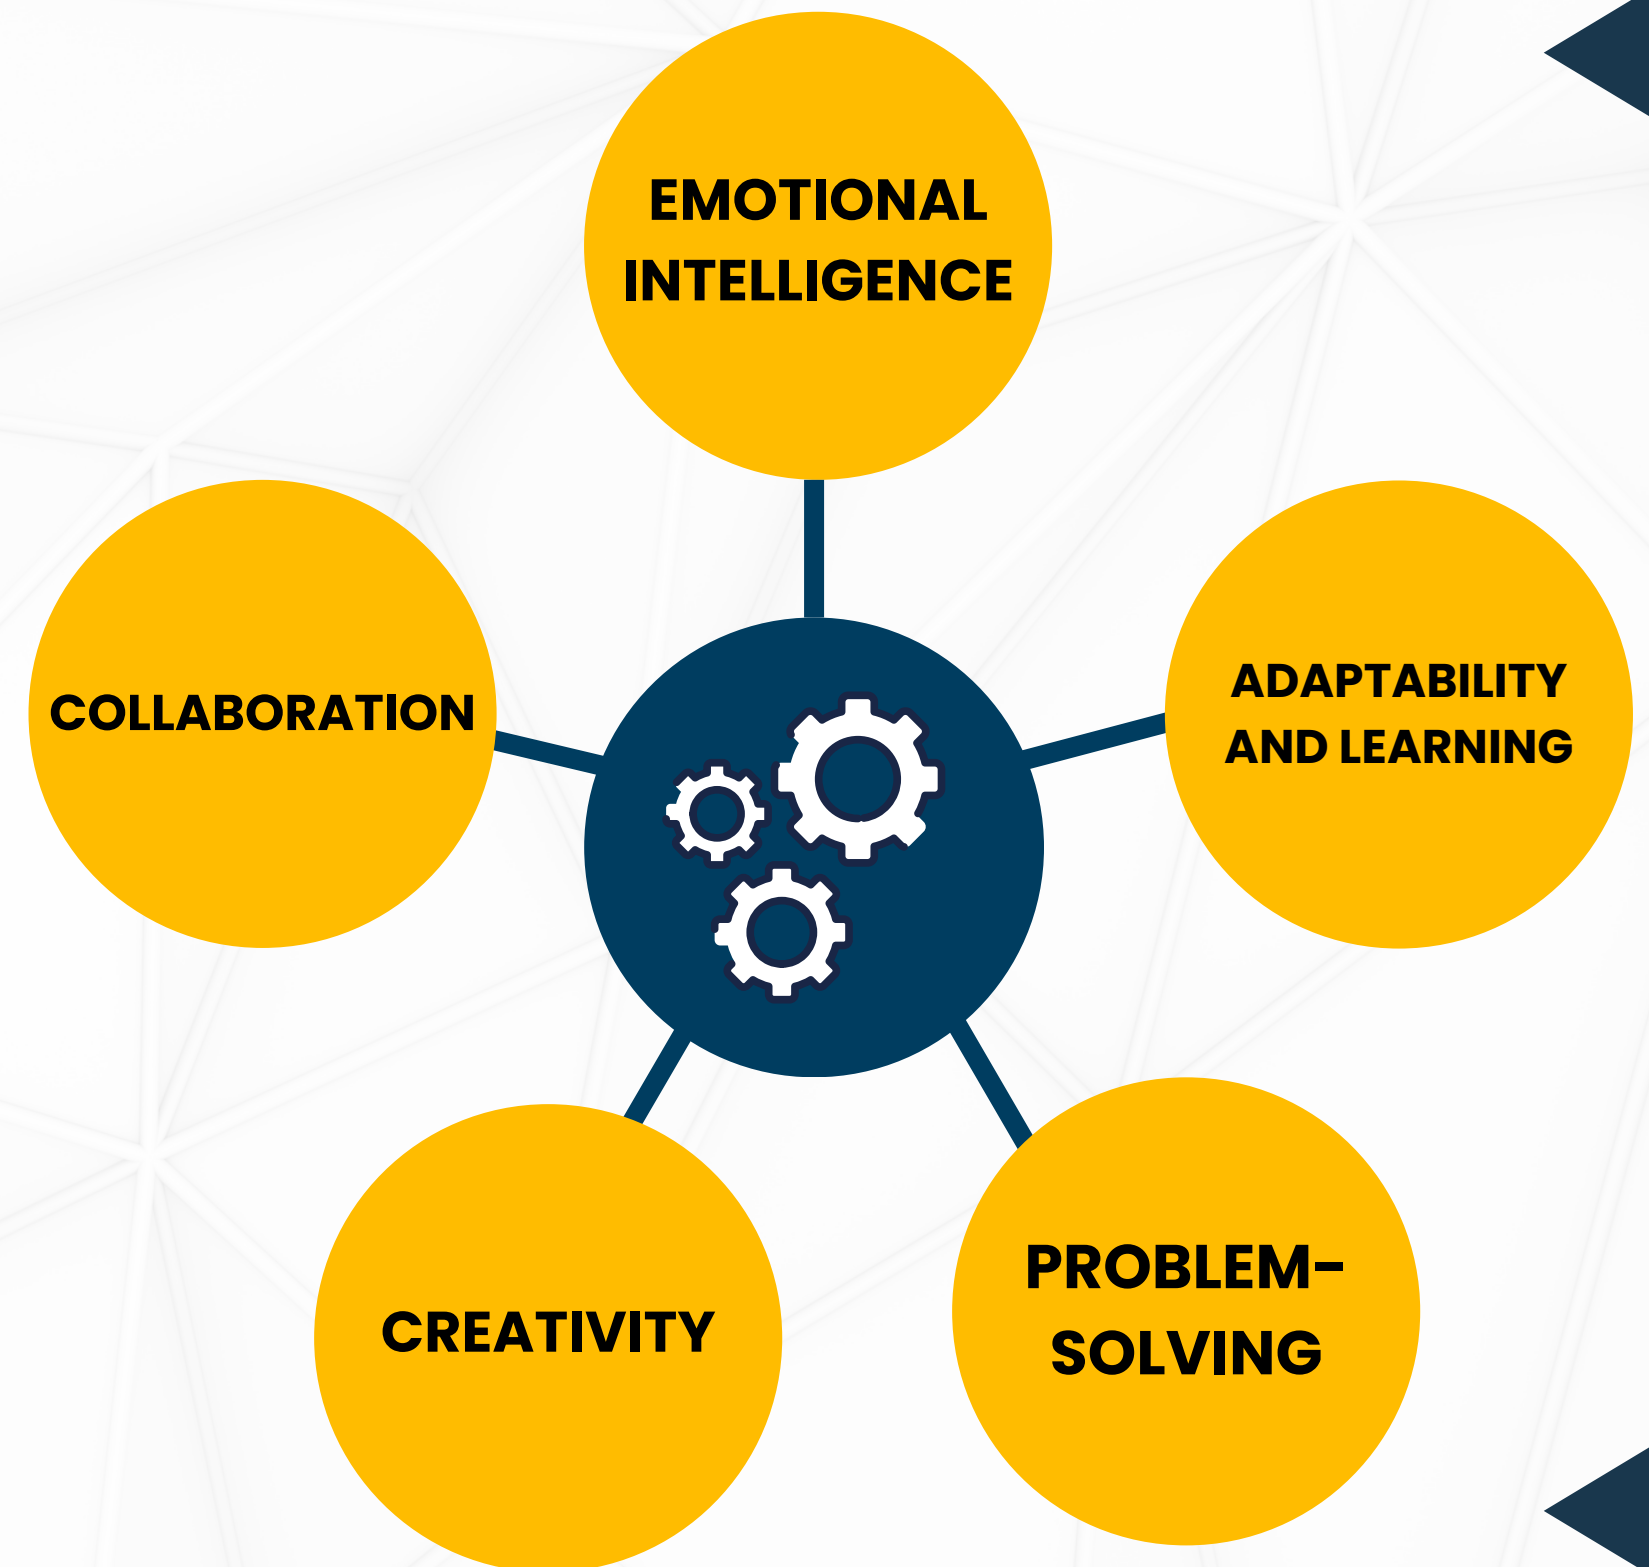 EMOTIONAL
INTELLIGENCE
COLLABORATION
ADAPTABILITY
AND LEARNING
CREATIVITY
PROBLEM-
SOLVING